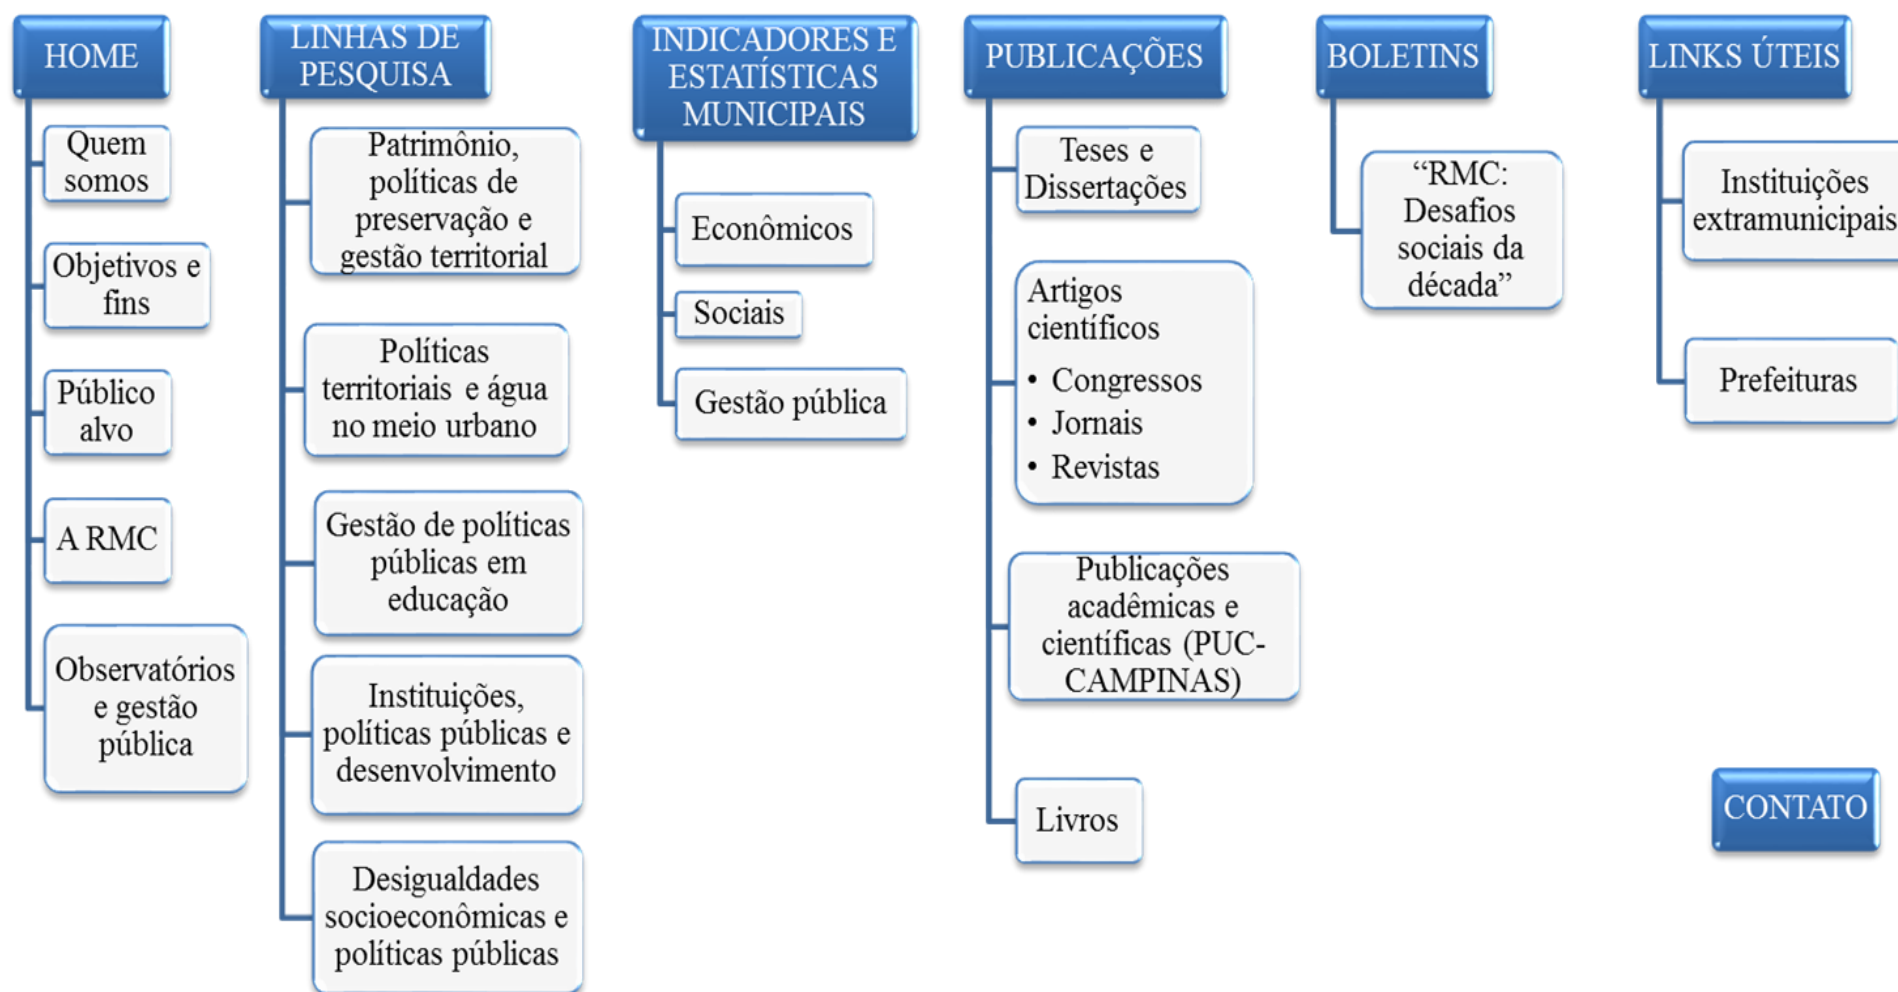 HOME
Quem
somos
Objetivos e
fins
Público
alvo
A RMC
Observatórios
e gestão
pública
LINHAS DE
PESQUISA
Patrimônio,
políticas de
preservação e
gestão territorial
Políticas
territoriais e água
no meio urbano
Gestão de políticas
públicas em
educação
Instituições,
políticas públicas e
desenvolvimento
Desigualdades
socioeconômicas e
políticas públicas
INDICADORES E
ESTATÍSTICAS
MUNICIPAIS
Econômicos
Sociais
Gestão pública
PUBLICAÇÕES
Teses e
Dissertações
Artigos
científicos
• Congressos
• Jornais
• Revistas
Publicações
acadêmicas e
científicas (PUC-
CAMPINAS)
Livros
BOLETINS
“RMC:
Desafios
sociais da
década”
LINKS ÚTEIS
Instituições
extramunicipais
Prefeituras
CONTATO